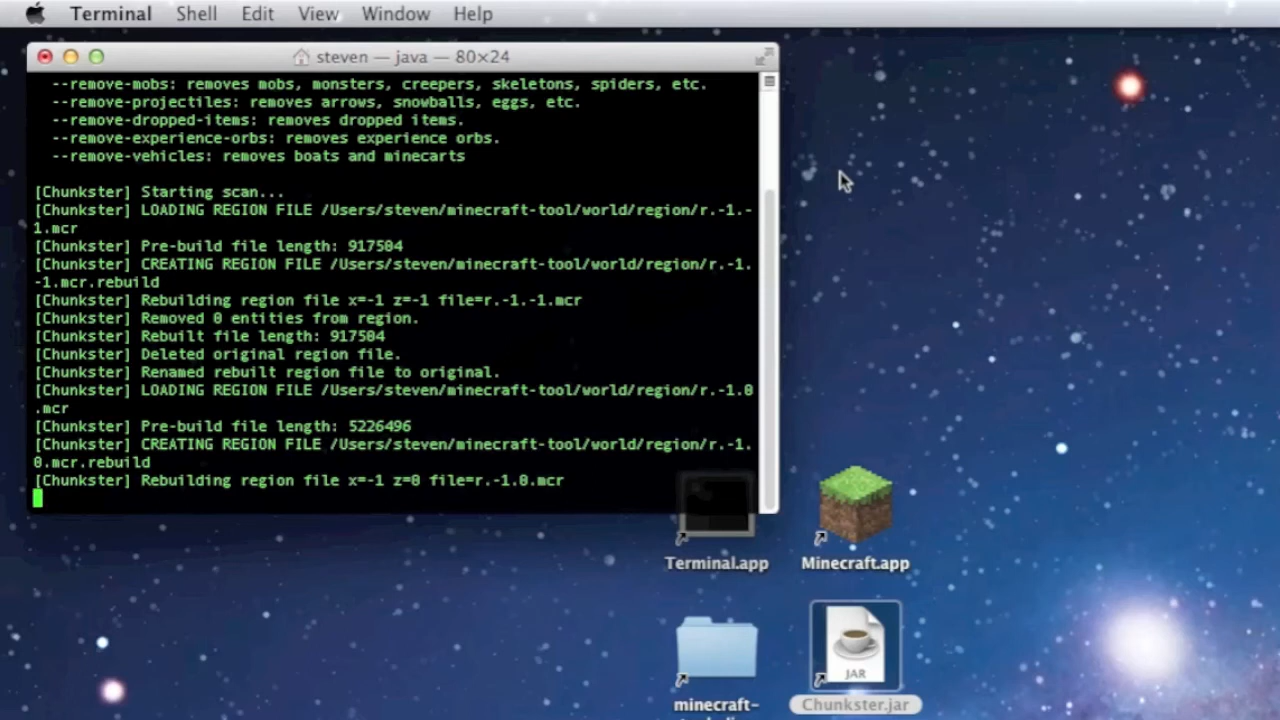 Terminal Shell Edit View Window Help
steven — java — 80×24
--remove-mobs: removes mobs, monsters, creepers, skeletons, spiders, etc.
--remove-projectiles: removes arrows, snowballs, eggs, etc.
--remove-dropped-items: removes dropped items.
--remove-experience-orbs: removes experience orbs.
--remove-vehicles: removes boats and minecarts
[Chunkster] Starting scan...
[Chunkster] LOADING REGION FILE /Users/steven/minecraft-tool/world/region/r.-1.-
1.mcr
[Chunkster] Pre-build file length: 917504
[Chunkster] CREATING REGION FILE /Users/steven/minecraft-tool/world/region/r.-1.
-1.mcr.rebuild
[Chunkster] Rebuilding region file x=-1 z=-1 file=r.-1.-1.mcr
[Chunkster] Removed 0 entities from region.
[Chunkster] Rebuilt file length: 917504
[Chunkster] Deleted original region file.
[Chunkster] Renamed rebuilt region file to original.
[Chunkster] LOADING REGION FILE /Users/steven/minecraft-tool/world/region/r.-1.0
.mcr
[Chunkster] Pre-build file length: 5226496
[Chunkster] CREATING REGION FILE /Users/steven/minecraft-tool/world/region/r.-1.
0.mcr.rebuild
[Chunkster] Rebuilding region file x=-1 z=0 file=r.-1.0.mcr
Terminal.app
Minecraft.app
JAR
minecraft-
Chunkster.jar